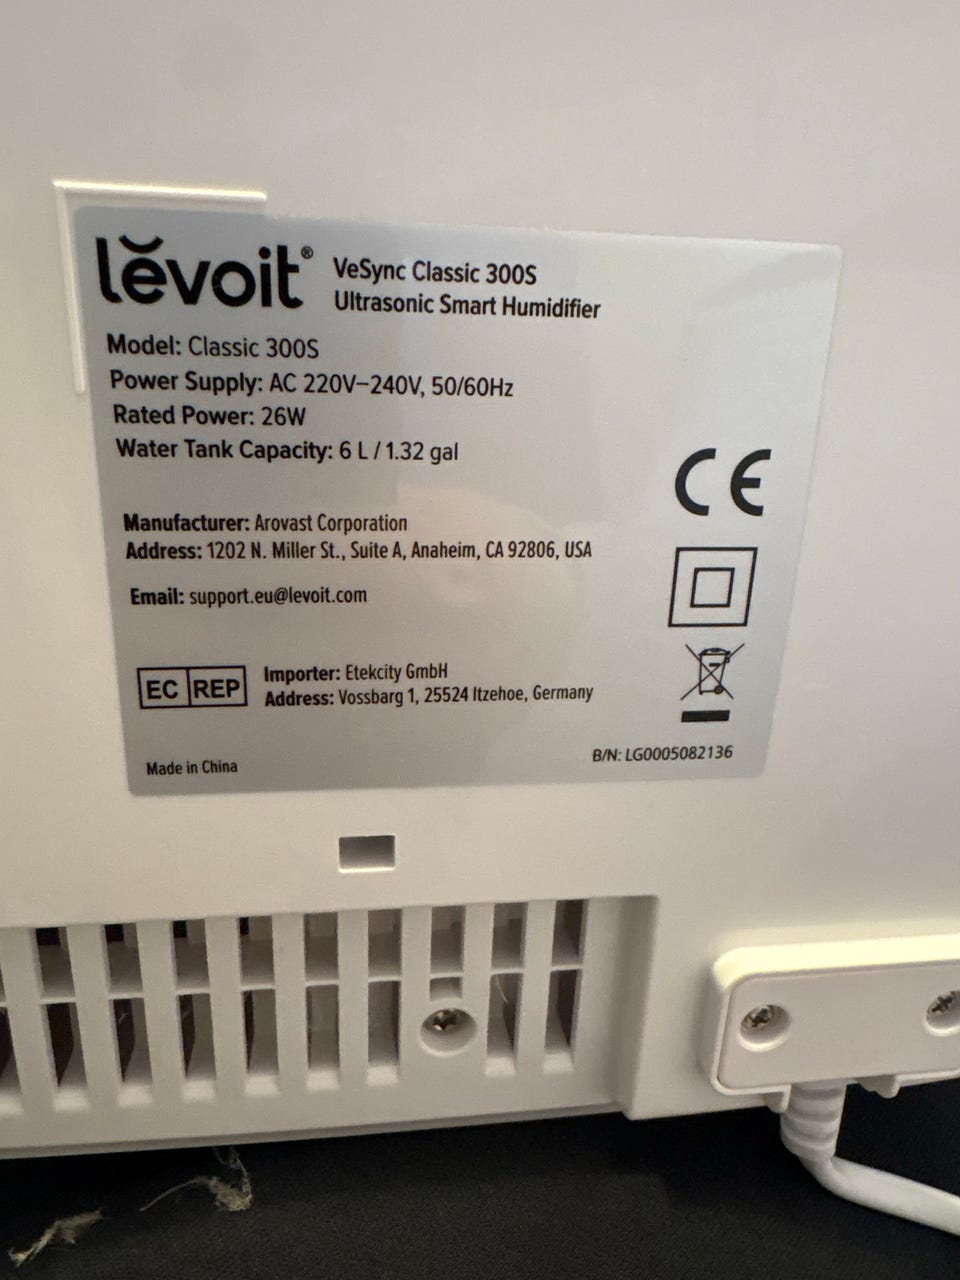 lěvoit®
VeSync Classic 300S
Ultrasonic Smart Humidifier
Model: Classic 300S
Power Supply: AC 220V–240V, 50/60Hz
Rated Power: 26W
Water Tank Capacity: 6 L / 1.32 gal
Manufacturer: Arovast Corporation
Address: 1202 N. Miller St., Suite A, Anaheim, CA 92806, USA
Email: support.eu@levoit.com
CE
EC REP
Importer: Etekcity GmbH
Address: Vossbarg 1, 25524 Itzehoe, Germany
Made in China
B/N: LG0005082136